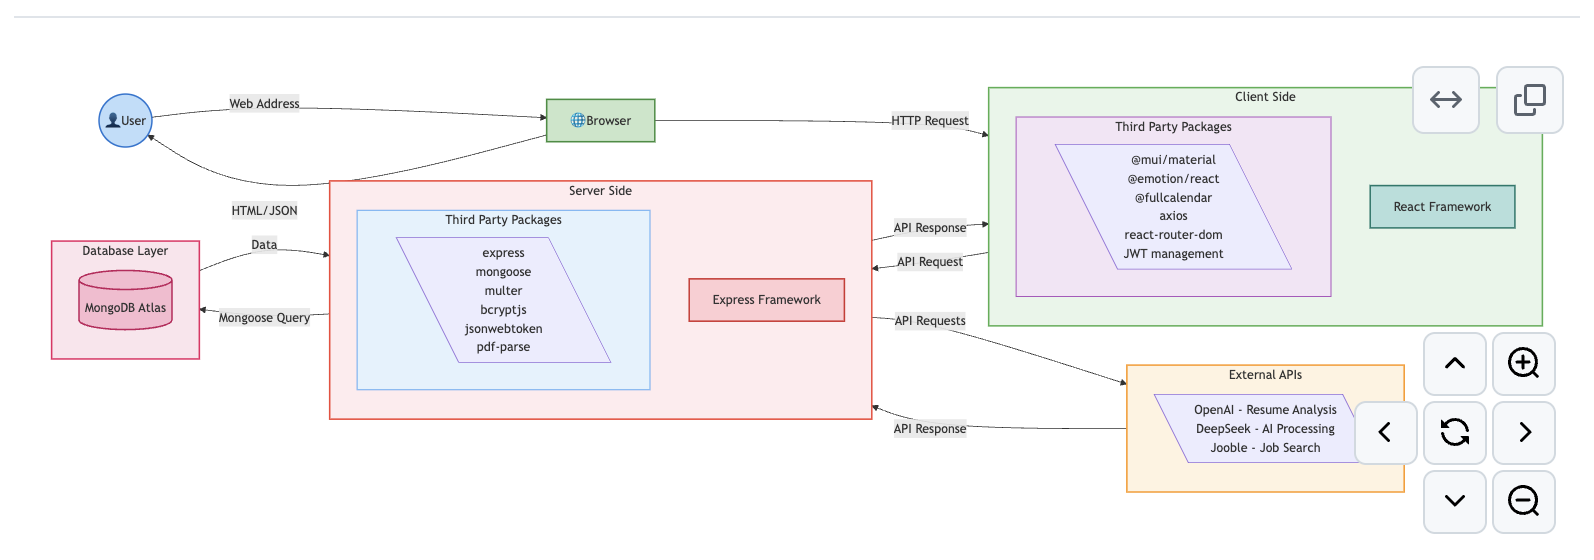 Web Address
👤User
🌐Browser
HTTP Request
HTML/JSON
Client Side
Third Party Packages
@mui/material
@emotion/react
@fullcalendar
axios
react-router-dom
JWT management
React Framework
Server Side
Third Party Packages
express
mongoose
multer
bcryptjs
jsonwebtoken
pdf-parse
Express Framework
Database Layer
MongoDB Atlas
Data
Mongoose Query
API Response
API Request
API Requests
API Response
External APIs
OpenAI - Resume Analysis
DeepSeek - AI Processing
Jooble - Job Search